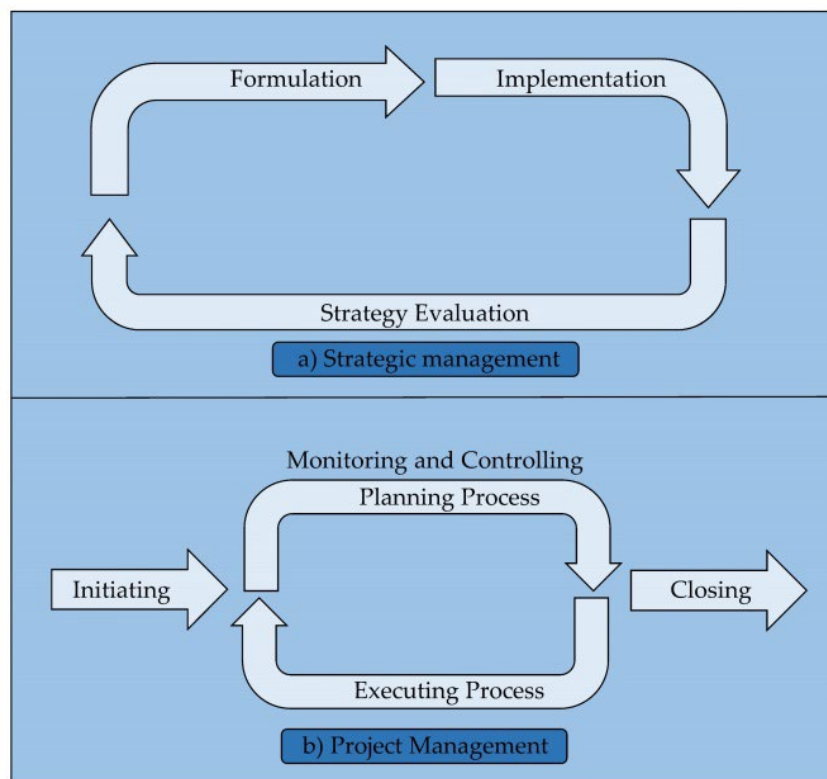 Formulation
Implementation
Strategy Evaluation
a) Strategic management
Monitoring and Controlling
Planning Process
Initiating
Closing
Executing Process
b) Project Management